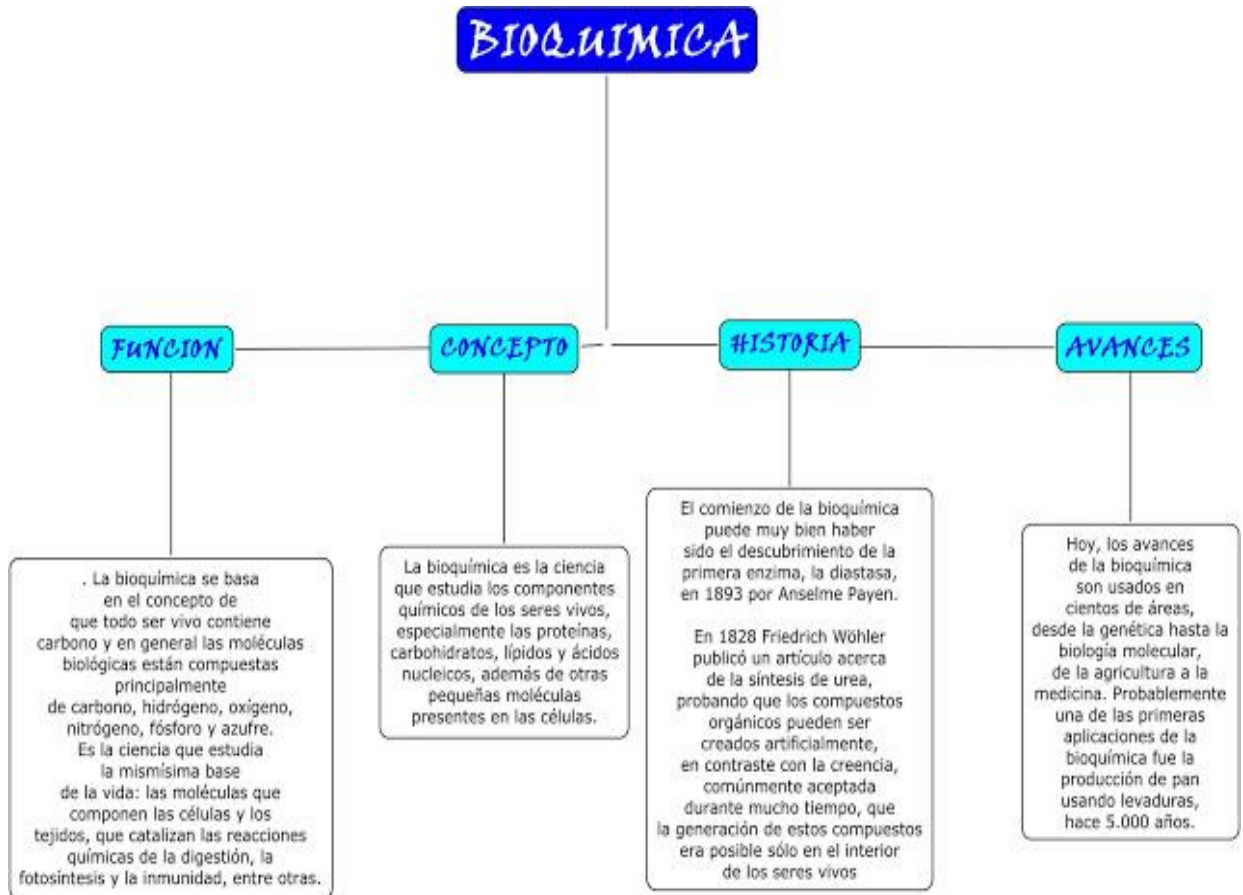 BIOQUIMICA
FUNCION
CONCEPTO
HISTORIA
AVANCES
. La bioquímica se basa
en el concepto de
que todo ser vivo contiene
carbono y en general las moléculas
biológicas están compuestas
principalmente
de carbono, hidrógeno, oxígeno,
nitrógeno, fósforo y azufre.
Es la ciencia que estudia
la mismísima base
de la vida: las moléculas que
componen las células y los
tejidos, que catalizan las reacciones
químicas de la digestión, la
fotosíntesis y la inmunidad, entre otras.
La bioquímica es la ciencia
que estudia los componentes
químicos de los seres vivos,
especialmente las proteínas,
carbohidratos, lípidos y ácidos
nucleicos, además de otras
pequeñas moléculas
presentes en las células.
El comienzo de la bioquímica
puede muy bien haber
sido el descubrimiento de la
primera enzima, la diastasa,
en 1893 por Anselme Payen.
En 1828 Friedrich Wöhler
publicó un artículo acerca
de la síntesis de urea,
probando que los compuestos
orgánicos pueden ser
creados artificialmente,
en contraste con la creencia,
comúnmente aceptada
durante mucho tiempo, que
la generación de estos compuestos
era posible sólo en el interior
de los seres vivos
Hoy, los avances
de la bioquímica
son usados en
cientos de áreas,
desde la genética hasta la
biología molecular,
de la agricultura a la
medicina. Probablemente
una de las primeras
aplicaciones de la
bioquímica fue la
producción de pan
usando levaduras,
hace 5.000 años.